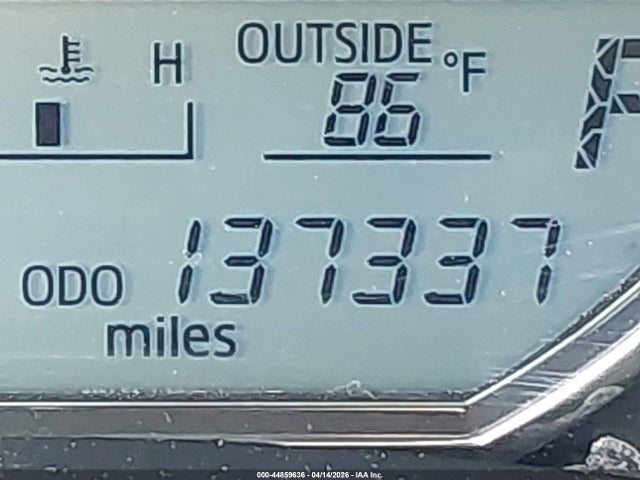 H
OUTSIDE °F
86
ODO 137337
miles
000-44859636 - 04/14/2026 - IAA Inc.